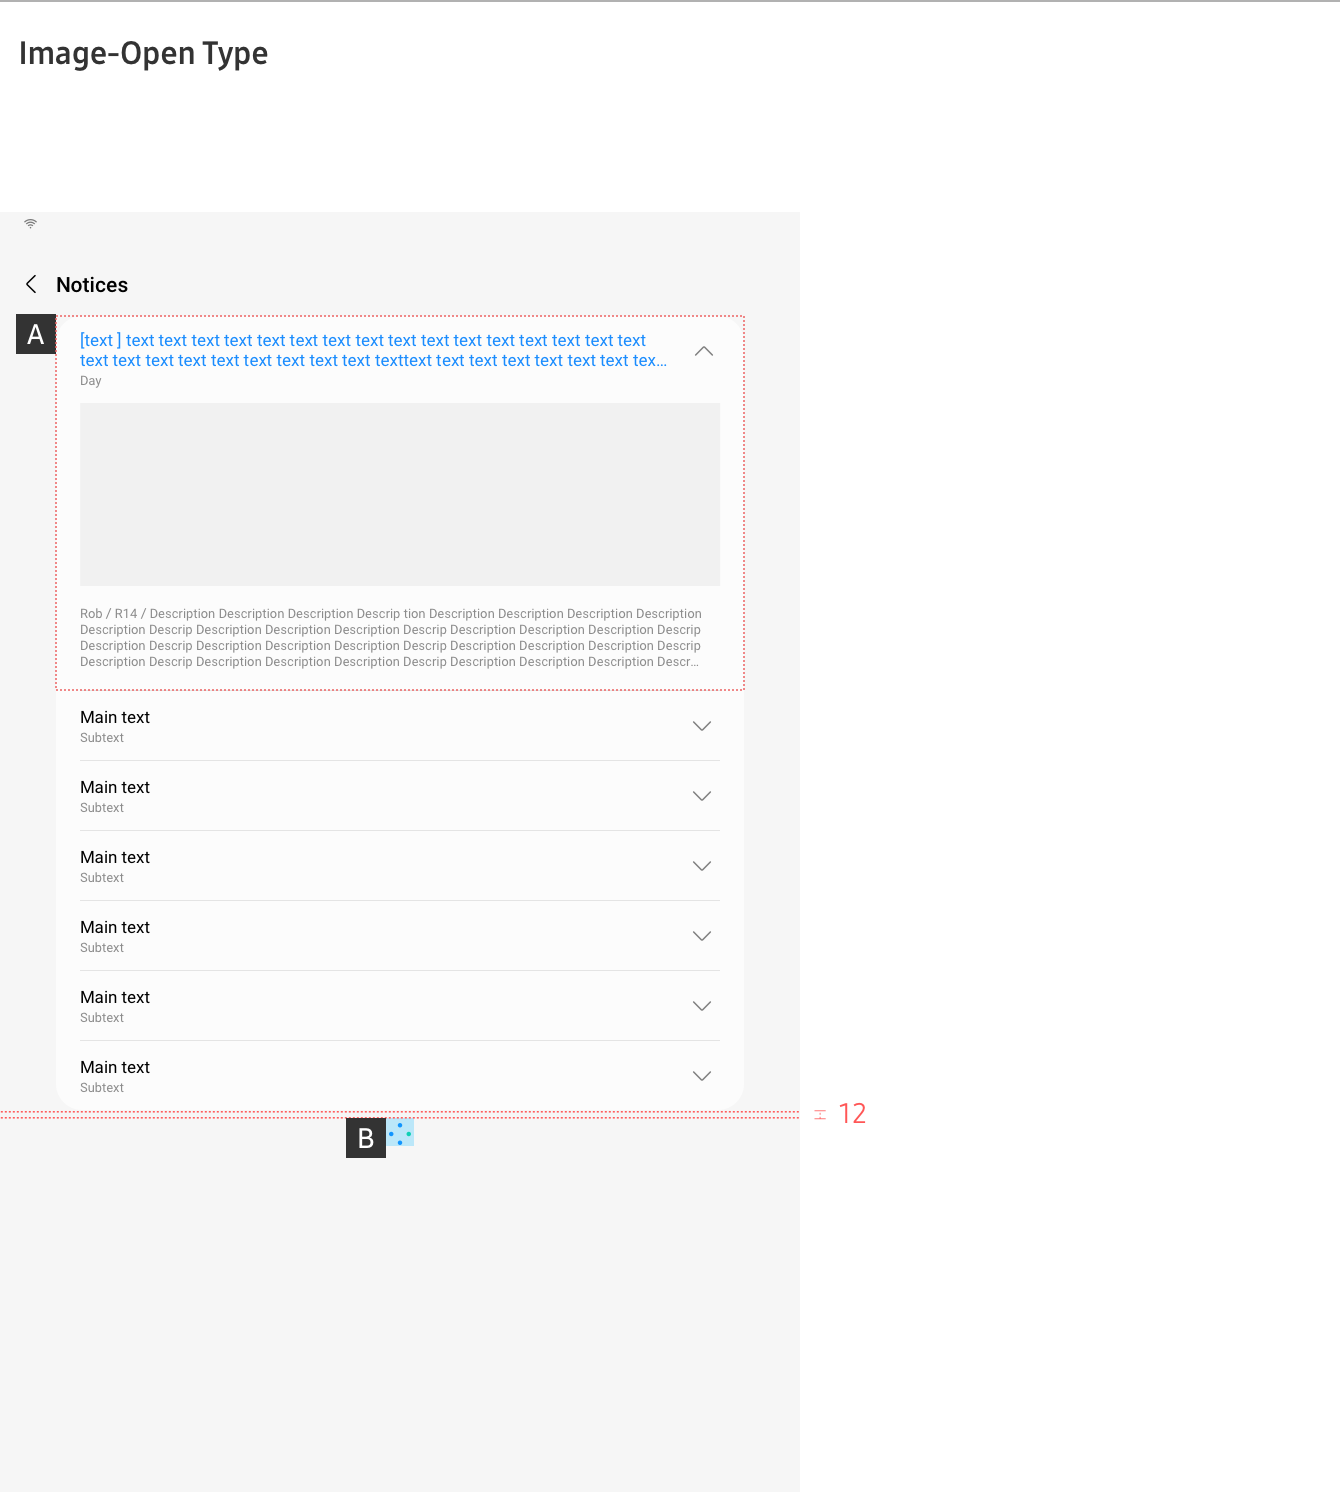 Image-Open Type
Notices
A
[text ] text text text text text text text text text text text text text text text text
text text text text text text text text text texttext text text text text text text tex...
Day
Rob / R14 / Description Description Description Descrip tion Description Description Description Description
Description Descrip Description Description Description Descrip Description Description Description Descrip
Description Descrip Description Description Description Descrip Description Description Description Descrip
Description Descrip Description Description Description Descrip Description Description Description Descr...
Main text
Subtext
Main text
Subtext
Main text
Subtext
Main text
Subtext
Main text
Subtext
Main text
Subtext
12
B